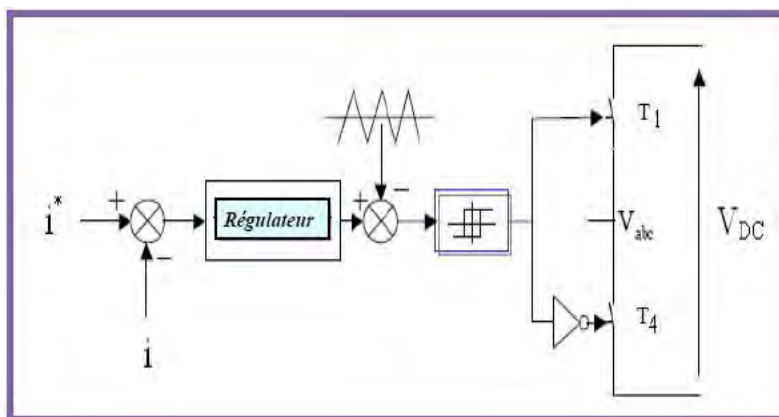 i*
+
−
i
Régulateur
+
−
T1
Vabc
VDC
T4